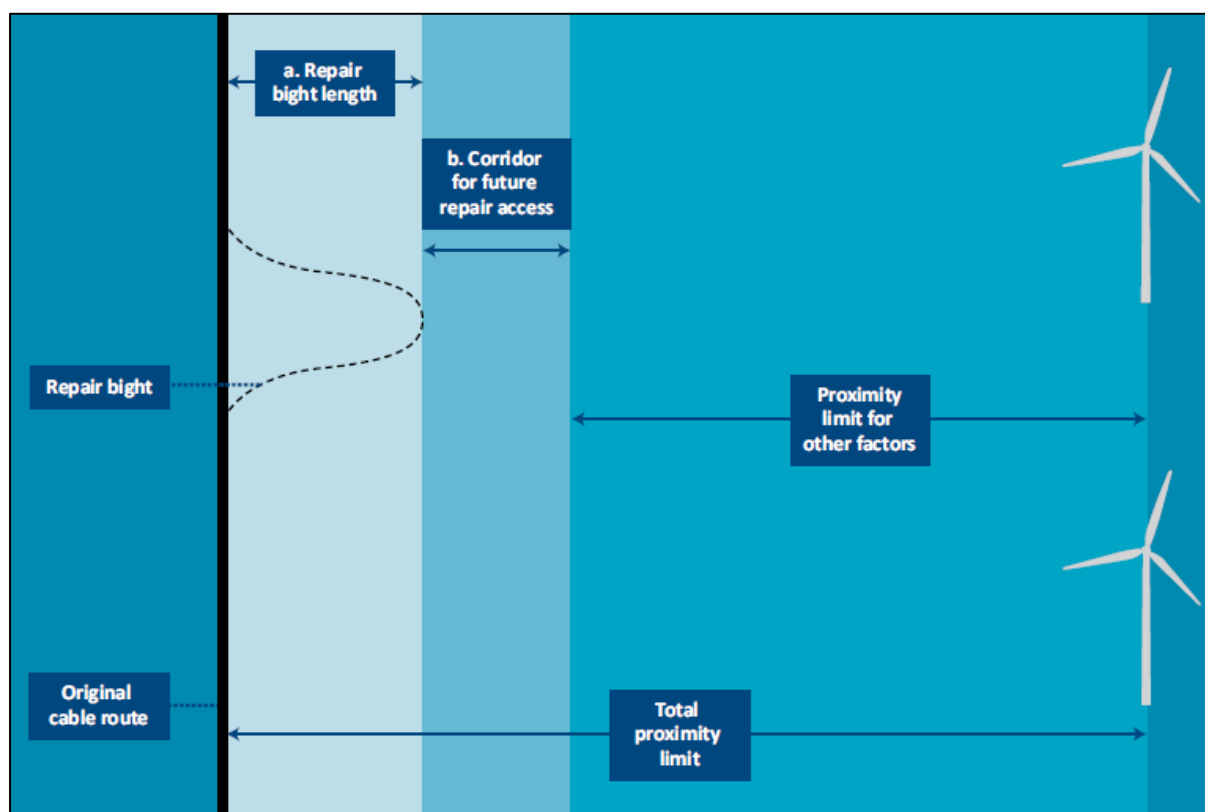 a. Repair
bight length
b. Corridor
for future
repair access
Repair bight
Proximity
limit for
other factors
Original
cable route
Total
proximity
limit